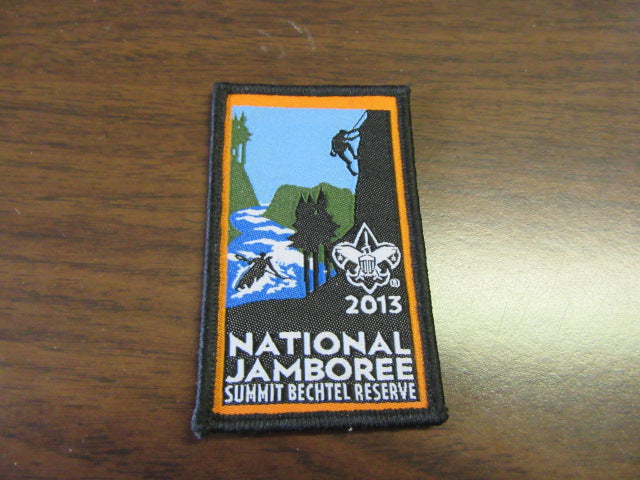 ®
2013
NATIONAL
JAMBOREE
SUMMIT BECHTEL RESERVE